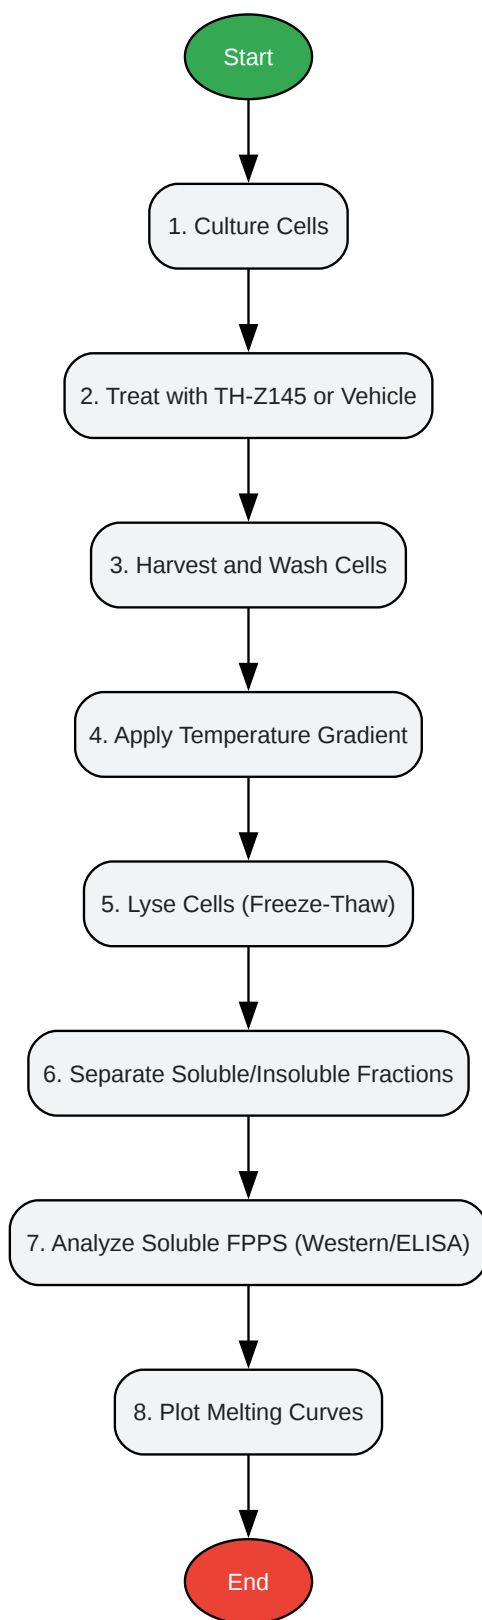 Start
1. Culture Cells
2. Treat with TH-Z145 or Vehicle
3. Harvest and Wash Cells
4. Apply Temperature Gradient
5. Lyse Cells (Freeze-Thaw)
6. Separate Soluble/Insoluble Fractions
7. Analyze Soluble FPPS (Western/ELISA)
8. Plot Melting Curves
End